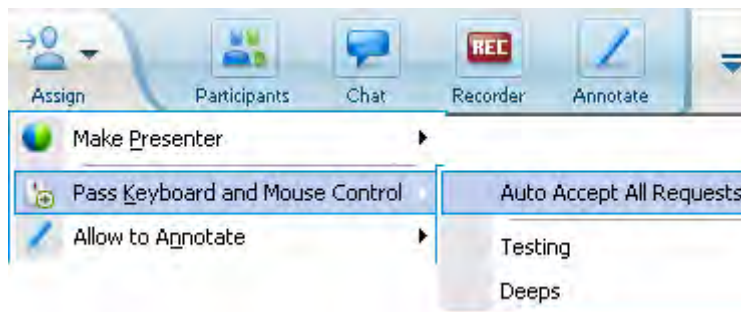 REC
Assign Participants Chat Recorder Annotate
Make Presenter
Pass Keyboard and Mouse Control Auto Accept All Requests
Allow to Annotate
Testing
Deeps